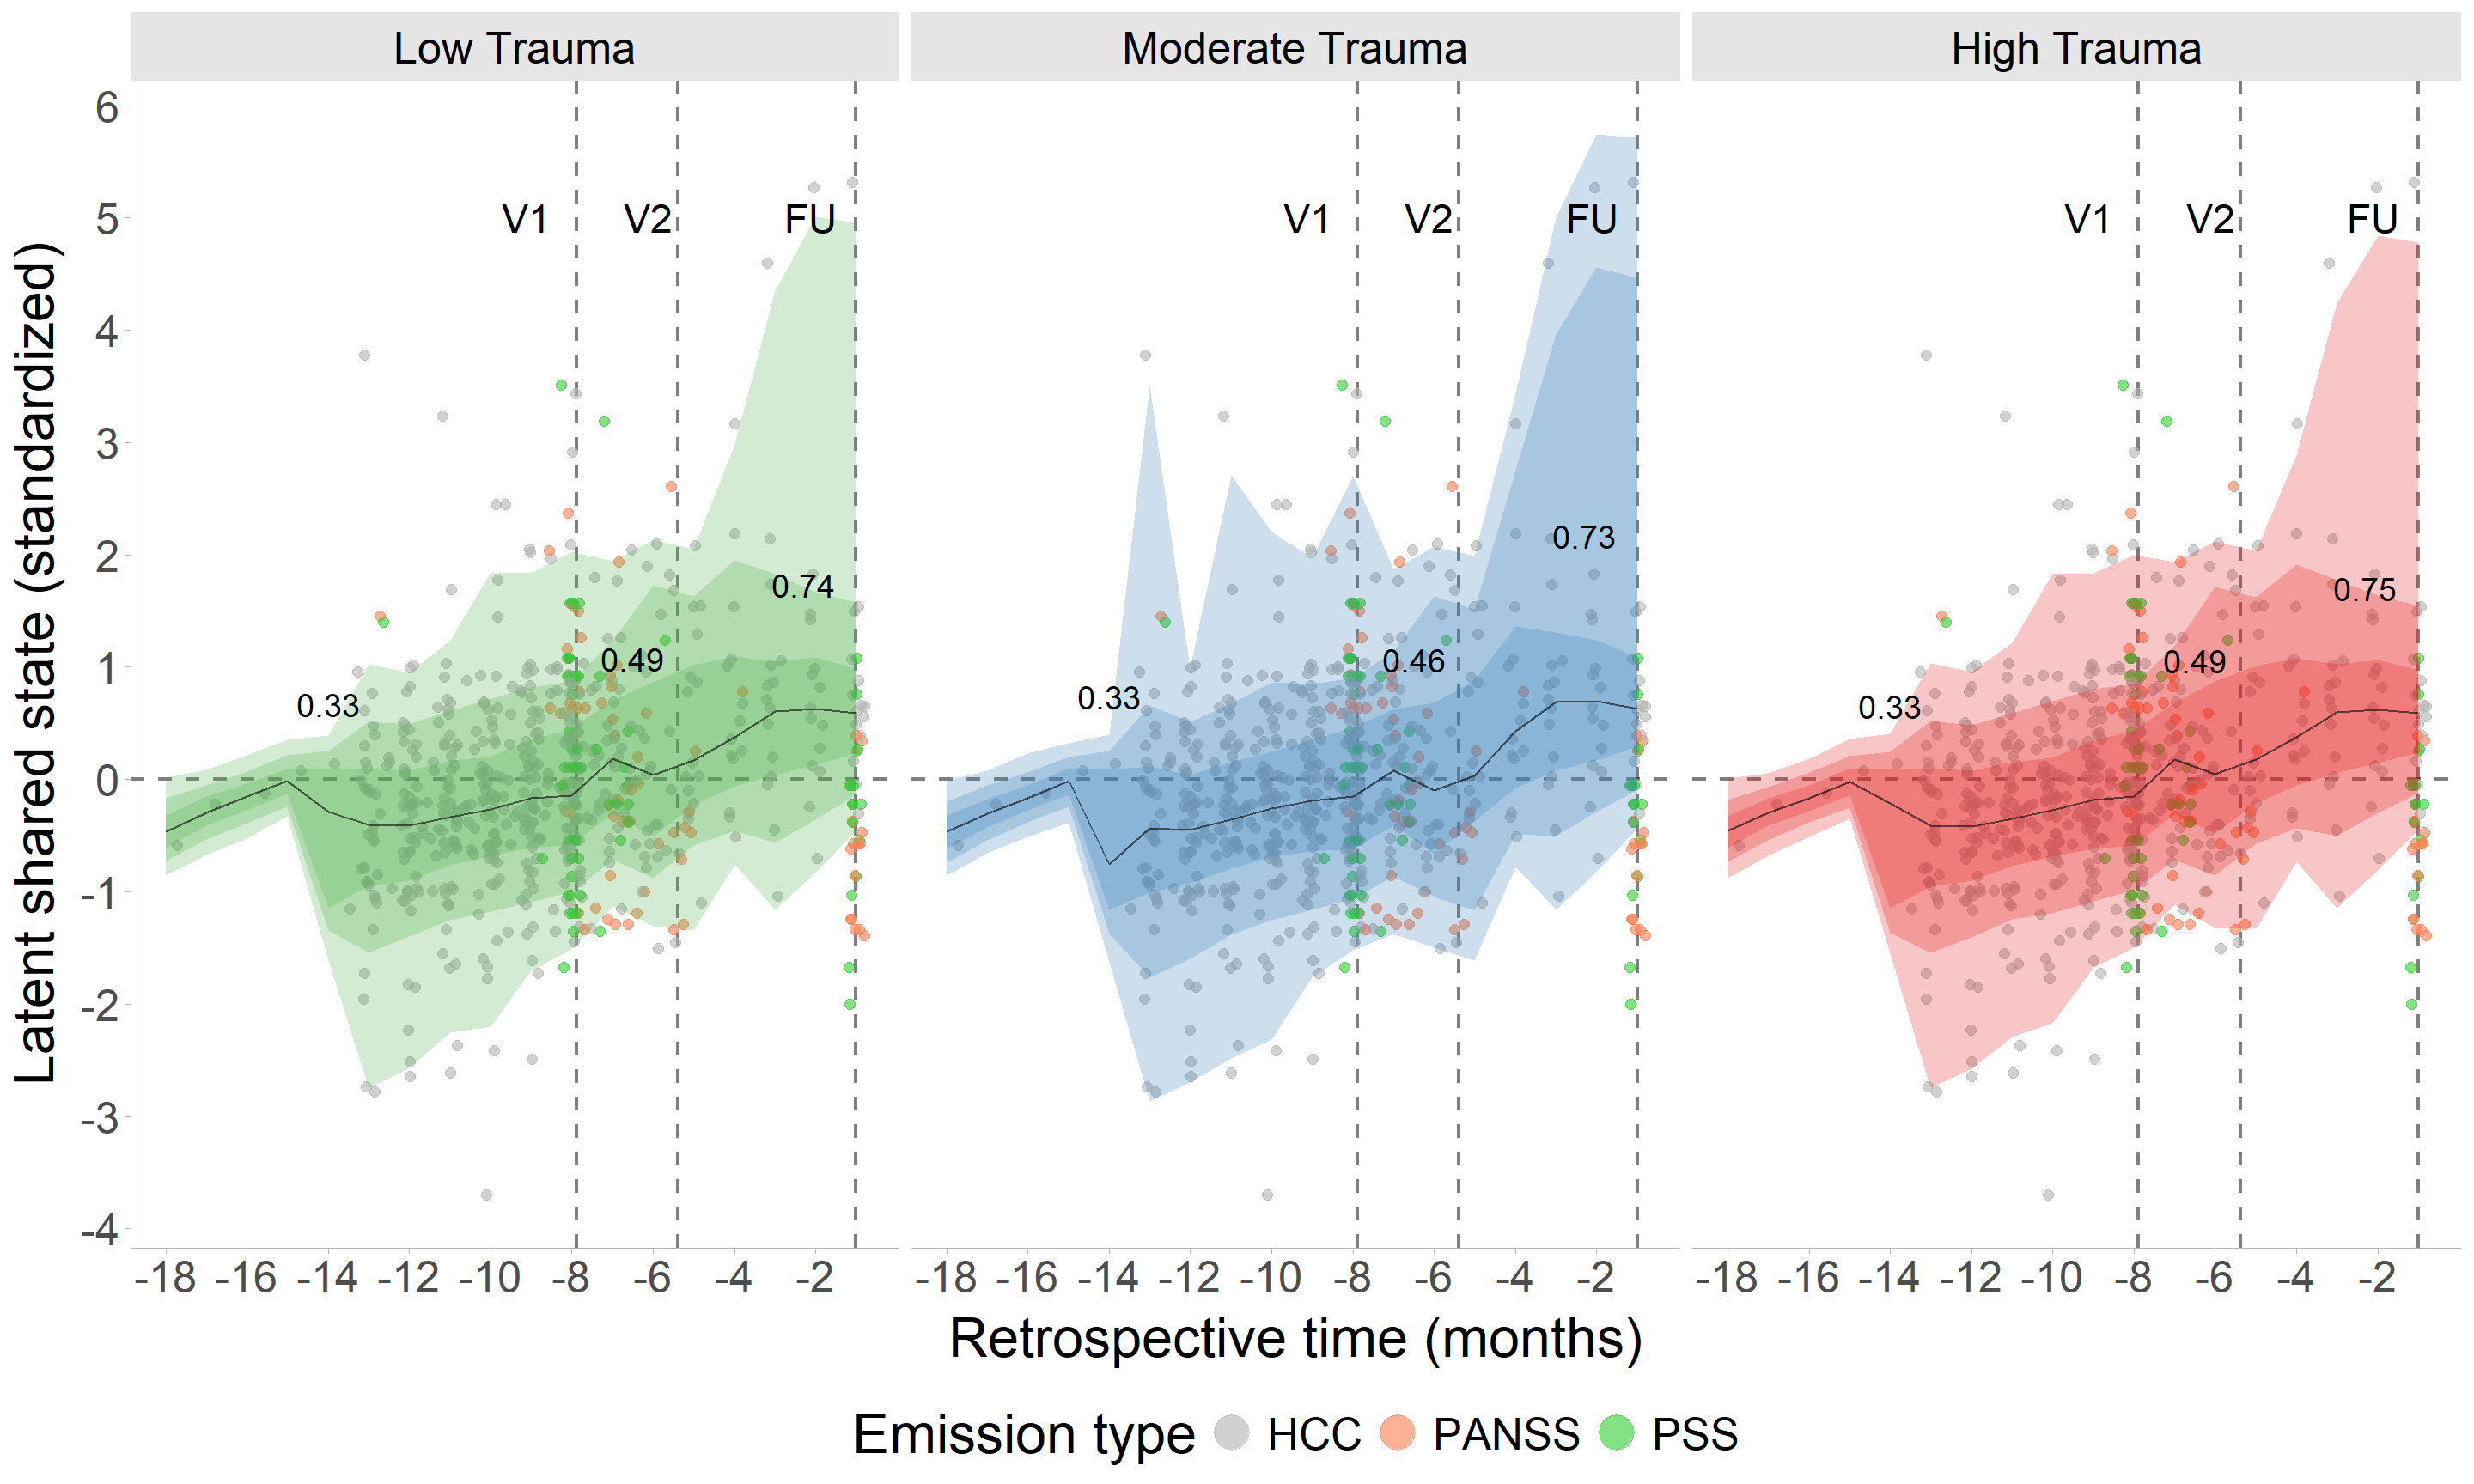 Low Trauma
Moderate Trauma
High Trauma
Latent shared state (standardized)
6
5
4
3
2
1
0
-1
-2
-3
-4
V1
V2
FU
0.33
0.49
0.74
V1
V2
FU
0.33
0.46
0.73
V1
V2
FU
0.33
0.49
0.75
-18 -16 -14 -12 -10 -8 -6 -4 -2
-18 -16 -14 -12 -10 -8 -6 -4 -2
-18 -16 -14 -12 -10 -8 -6 -4 -2
Retrospective time (months)
Emission type HCC PANSS PSS